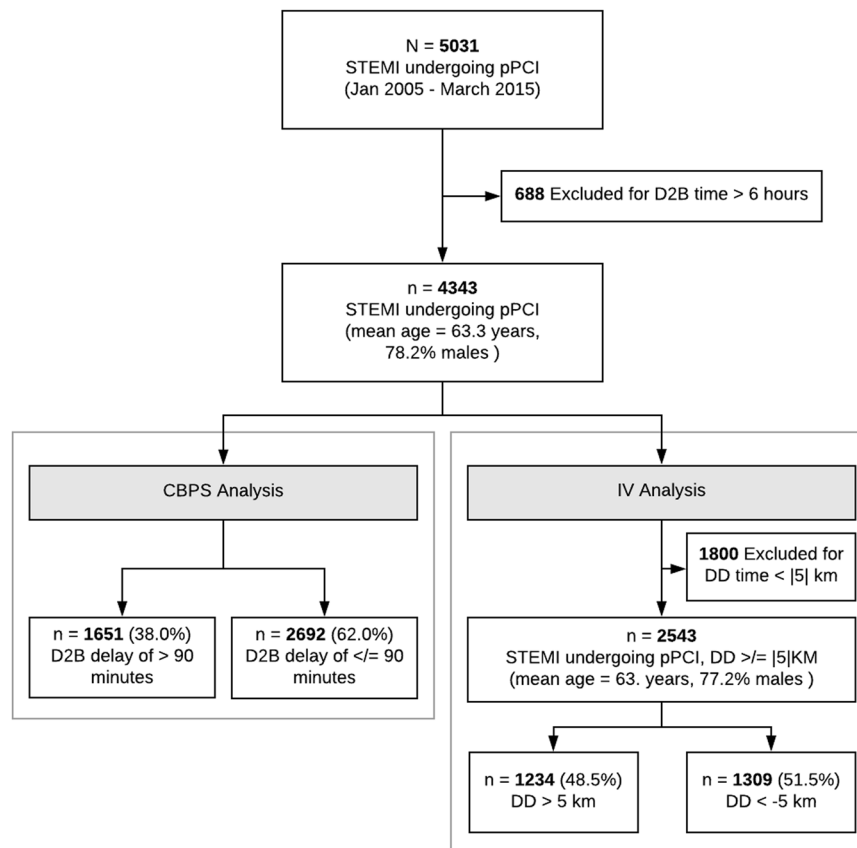 N = 5031
STEMI undergoing pPCI
(Jan 2005 - March 2015)
688 Excluded for D2B time > 6 hours
n = 4343
STEMI undergoing pPCI
(mean age = 63.3 years,
78.2% males )
CBPS Analysis
n = 1651 (38.0%)
D2B delay of > 90
minutes
n = 2692 (62.0%)
D2B delay of </= 90
minutes
IV Analysis
1800 Excluded for
DD time < |5| km
n = 2543
STEMI undergoing pPCI, DD >/= |5|KM
(mean age = 63. years, 77.2% males )
n = 1234 (48.5%)
DD > 5 km
n = 1309 (51.5%)
DD < -5 km